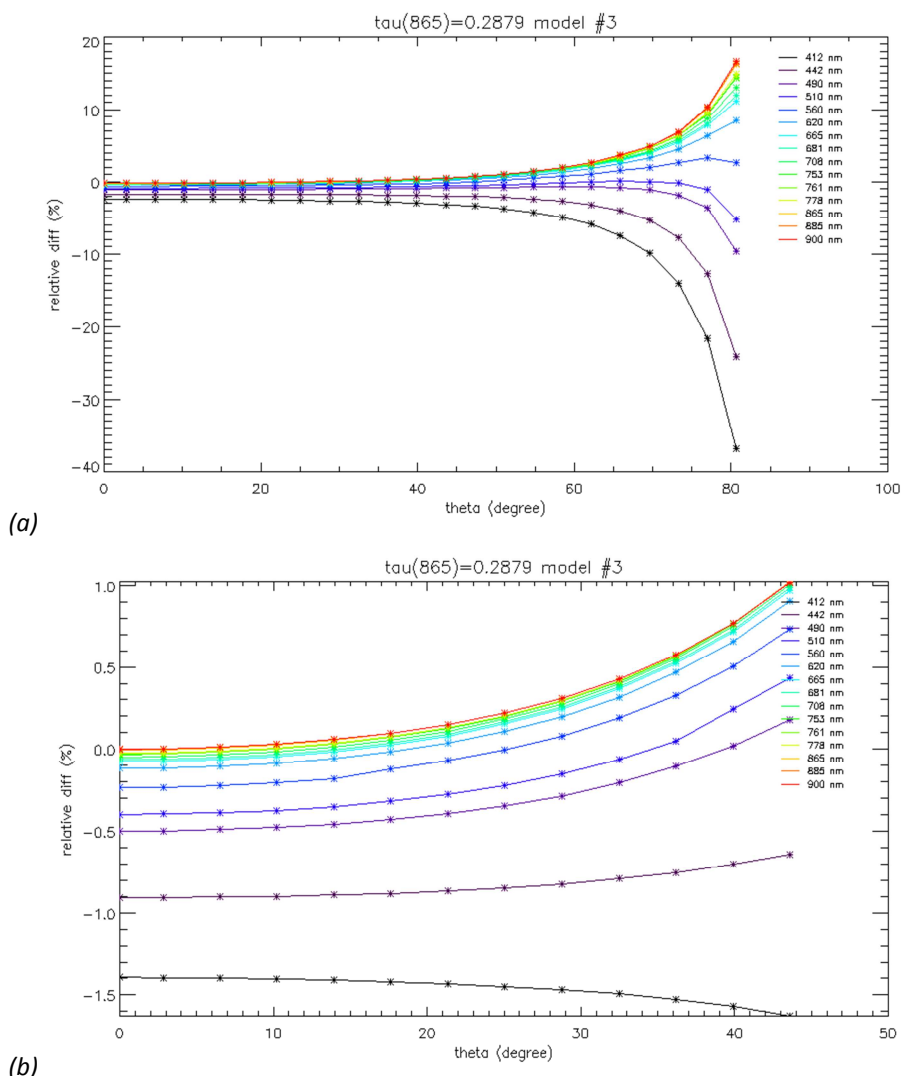 tau(865)=0.2879 model #3
20
10
0
-10
-20
-30
-40
relative diff (%)
412 nm
442 nm
490 nm
510 nm
560 nm
620 nm
665 nm
681 nm
708 nm
753 nm
761 nm
778 nm
865 nm
885 nm
900 nm
0 20 40 60 80 100
theta (degree)
(a)
tau(865)=0.2879 model #3
1.0
0.5
0.0
-0.5
-1.0
-1.5
relative diff (%)
412 nm
442 nm
490 nm
510 nm
560 nm
620 nm
665 nm
681 nm
708 nm
753 nm
761 nm
778 nm
865 nm
885 nm
900 nm
0 10 20 30 40 50
theta (degree)
(b)